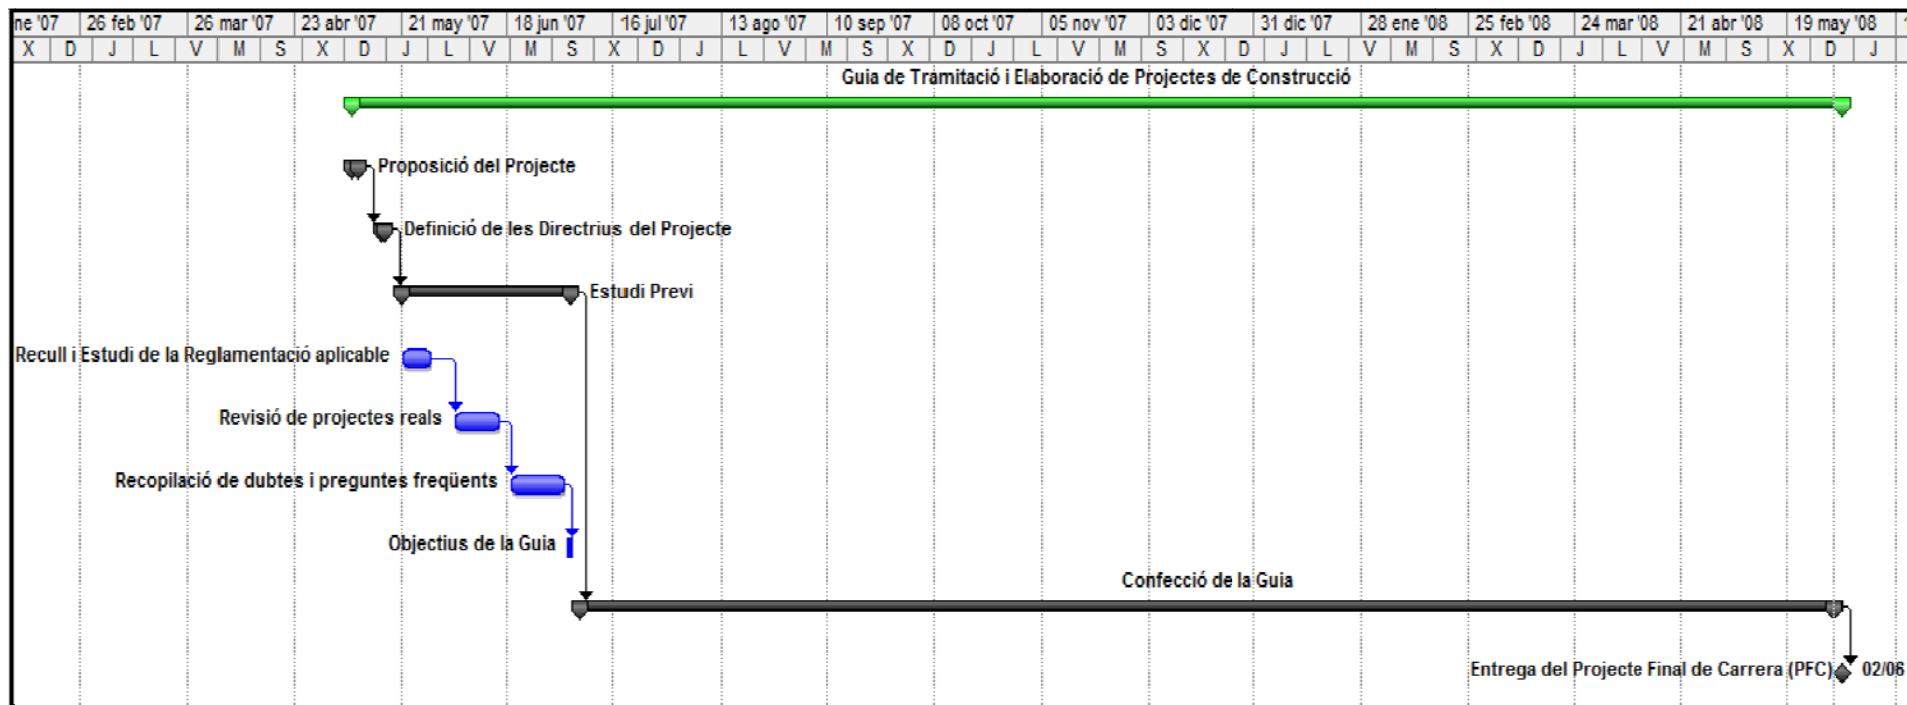 ne '07 26 feb '07 26 mar '07 23 abr '07 21 may '07 18 jun '07 16 jul '07 13 ago '07 10 sep '07 08 oct '07 05 nov '07 03 dic '07 31 dic '07 28 ene '08 25 feb '08 24 mar '08 21 abr '08 19 may '08
X D J L V M S X D J L V M S X D J L V M S X D J L V M S X D J L V M S X D J L V M S X D J
Guia de Tramitació i Elaboració de Projectes de Construcció
Proposició del Projecte
Definició de les Directrius del Projecte
Estudi Previ
Recull i Estudi de la Reglamentació aplicable
Revisió de projectes reals
Recopilació de dubtes i preguntes freqüents
Objectius de la Guia
Confecció de la Guia
Entrega del Projecte Final de Carrera (PFC) 02/06